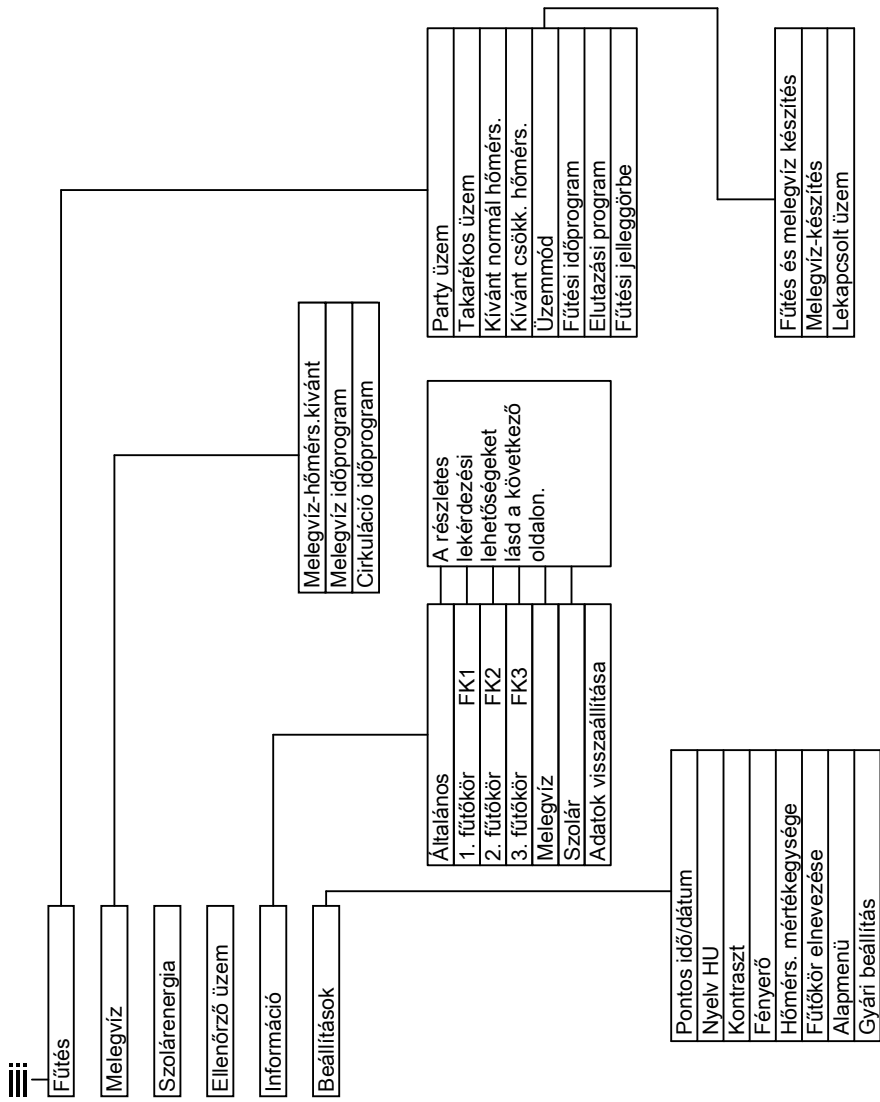 Fűtés
Melegvíz
Szolárenergia
Ellenőrző üzem
Információ
Beállítások
Party üzem
Takarékos üzem
Kívánt normál hőmérs.
Kívánt csökk. hőmérs.
Üzemmód
Fűtési időprogram
Elutazási program
Fűtési jelleggörbe
Fűtés és melegvíz készítés
Melegvíz-készítés
Lekapcsolt üzem
Melegvíz-hőmérs.kívánt
Melegvíz időprogram
Cirkuláció időprogram
Általános
1. fűtőkör FK1
2. fűtőkör FK2
3. fűtőkör FK3
Melegvíz
Szolár
Adatok visszaállítása
A részletes
lekérdezési
lehetőségeket
lásd a következő
oldalon.
Pontos idő/dátum
Nyelv HU
Kontraszt
Fényerő
Hőmérs. mértékegysége
Fűtőkör elnevezése
Alapmenü
Gyári beállítás